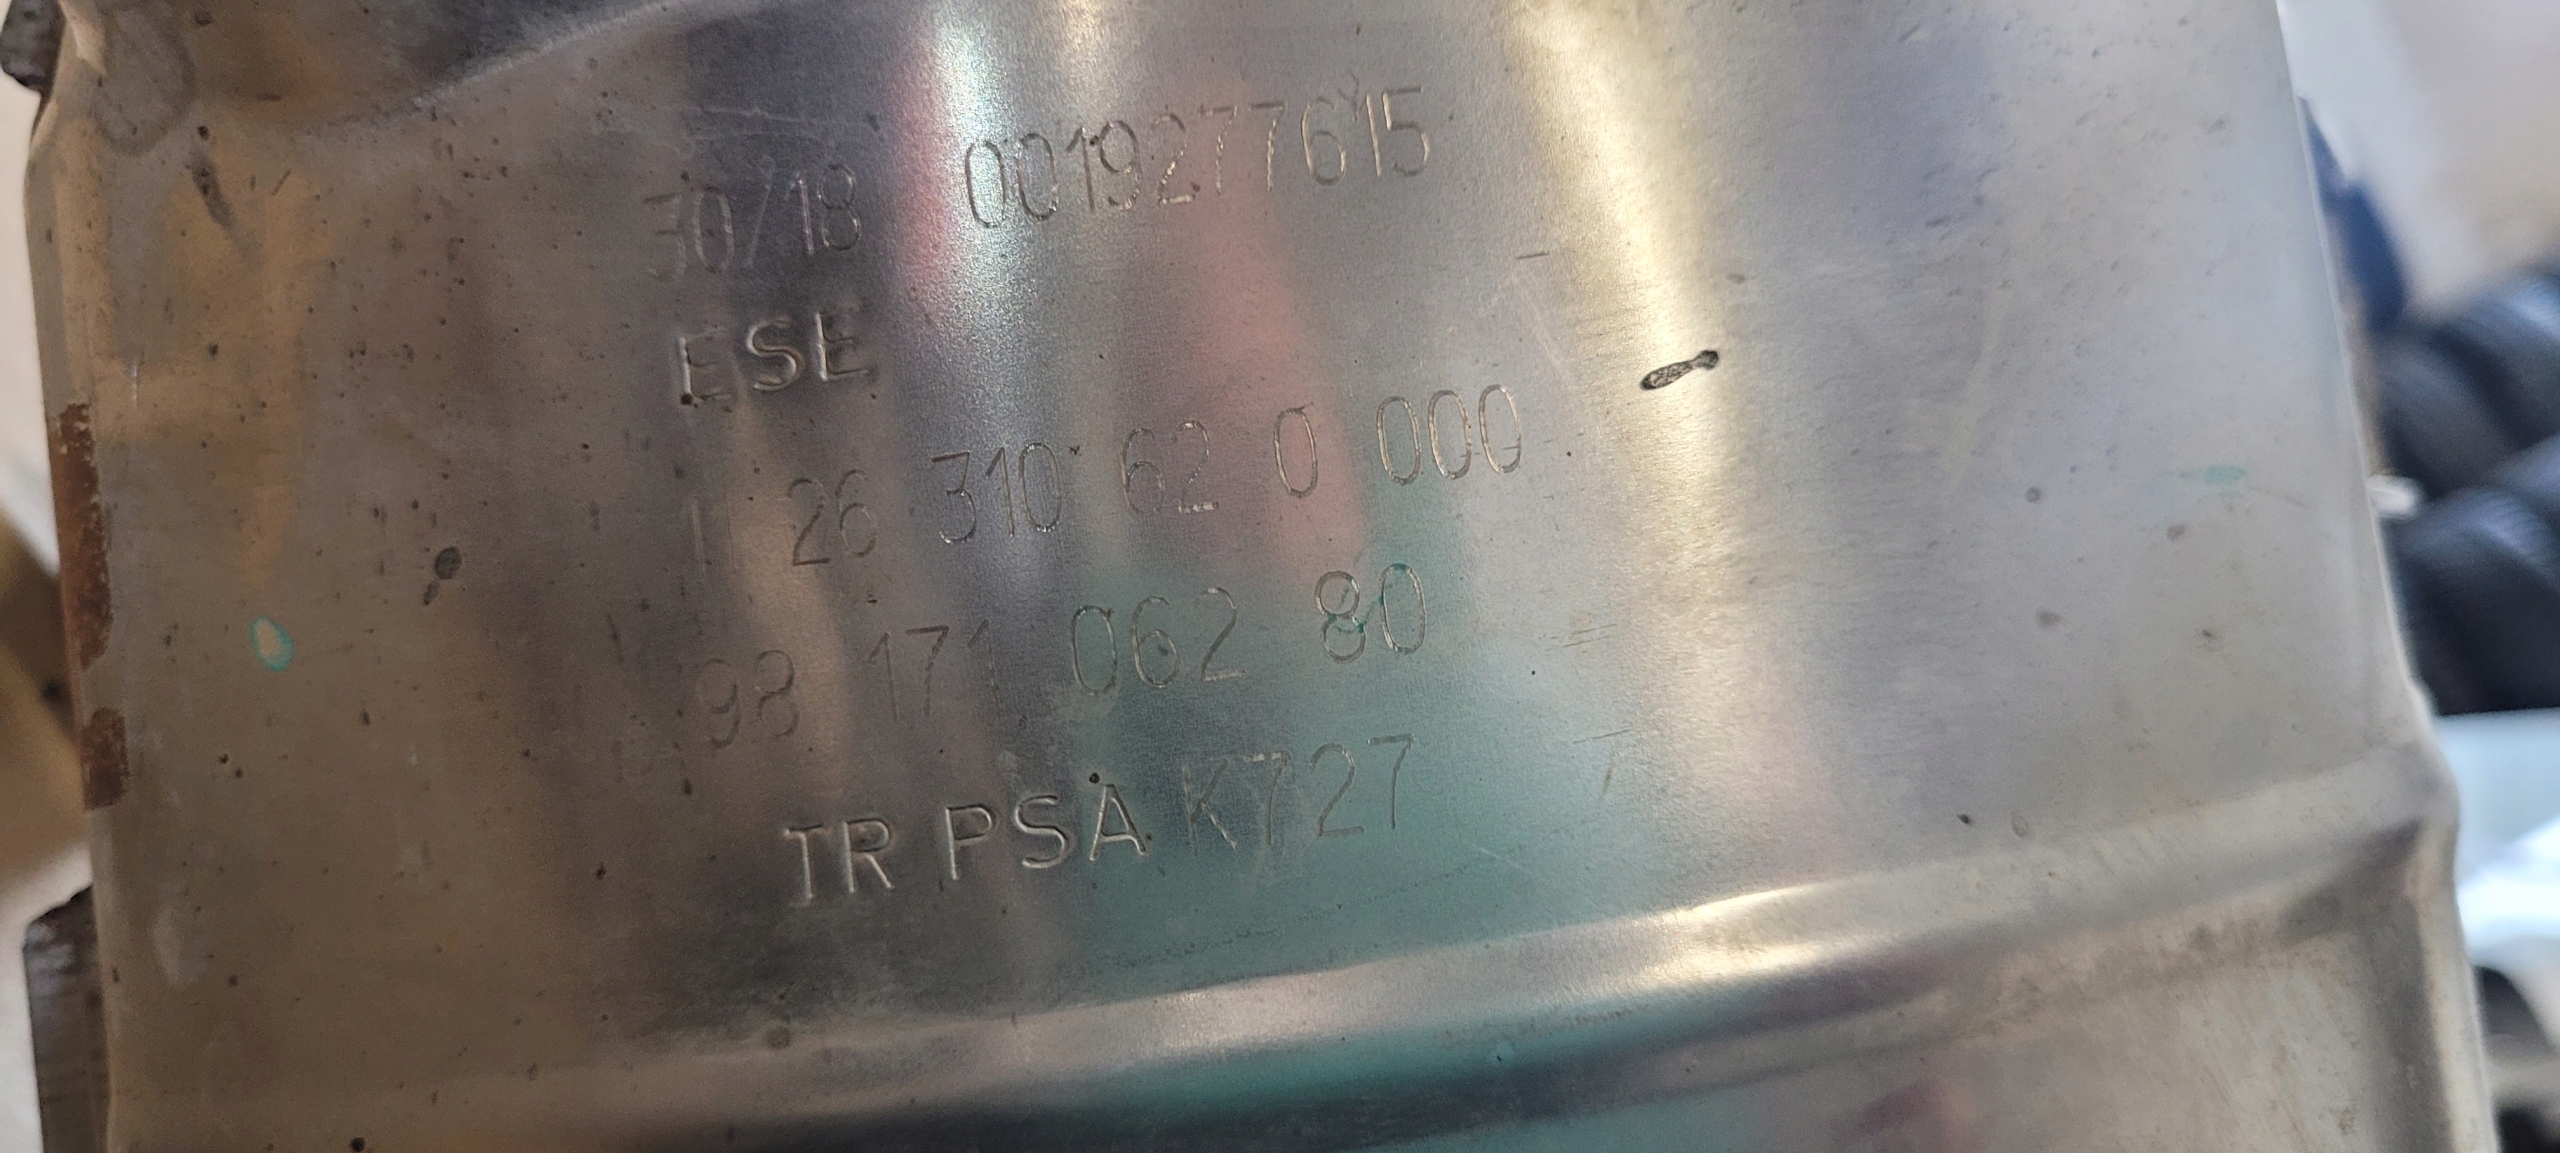 30/18 0019277615
ESE
1 26 310 62 0 000
98 171 062 80
TR PSA K727